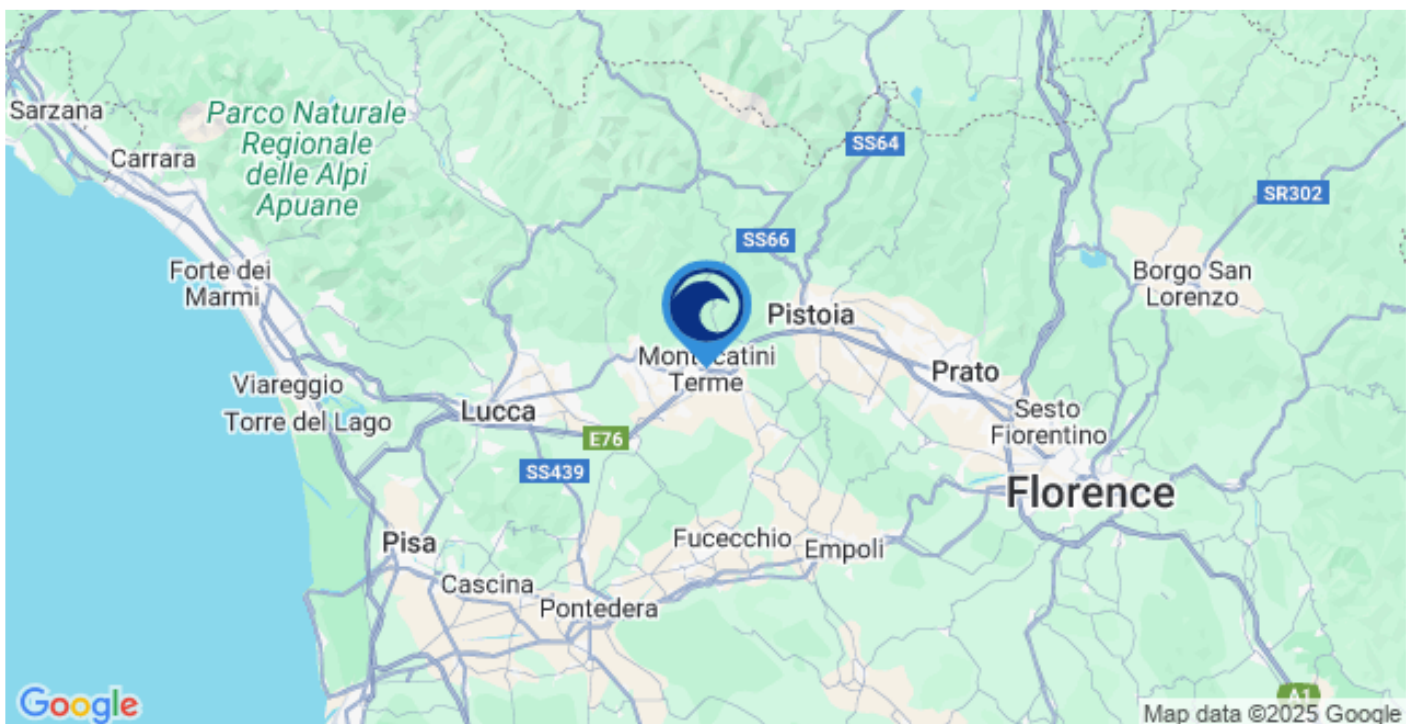 Sarzana
Parco Naturale
Regionale
delle Alpi
Apuane
Carrara
SS64
SR302
SS66
Forte dei
Marmi
Borgo San
Lorenzo
Pistoia
Terme
Prato
Viareggio
Torre del Lago
Lucca
Sesto
Fiorentino
E76
SS439
Florence
Pisa
Fucecchio
Empoli
Cascina
Pontedera
A1
Google
Map data ©2025 Google